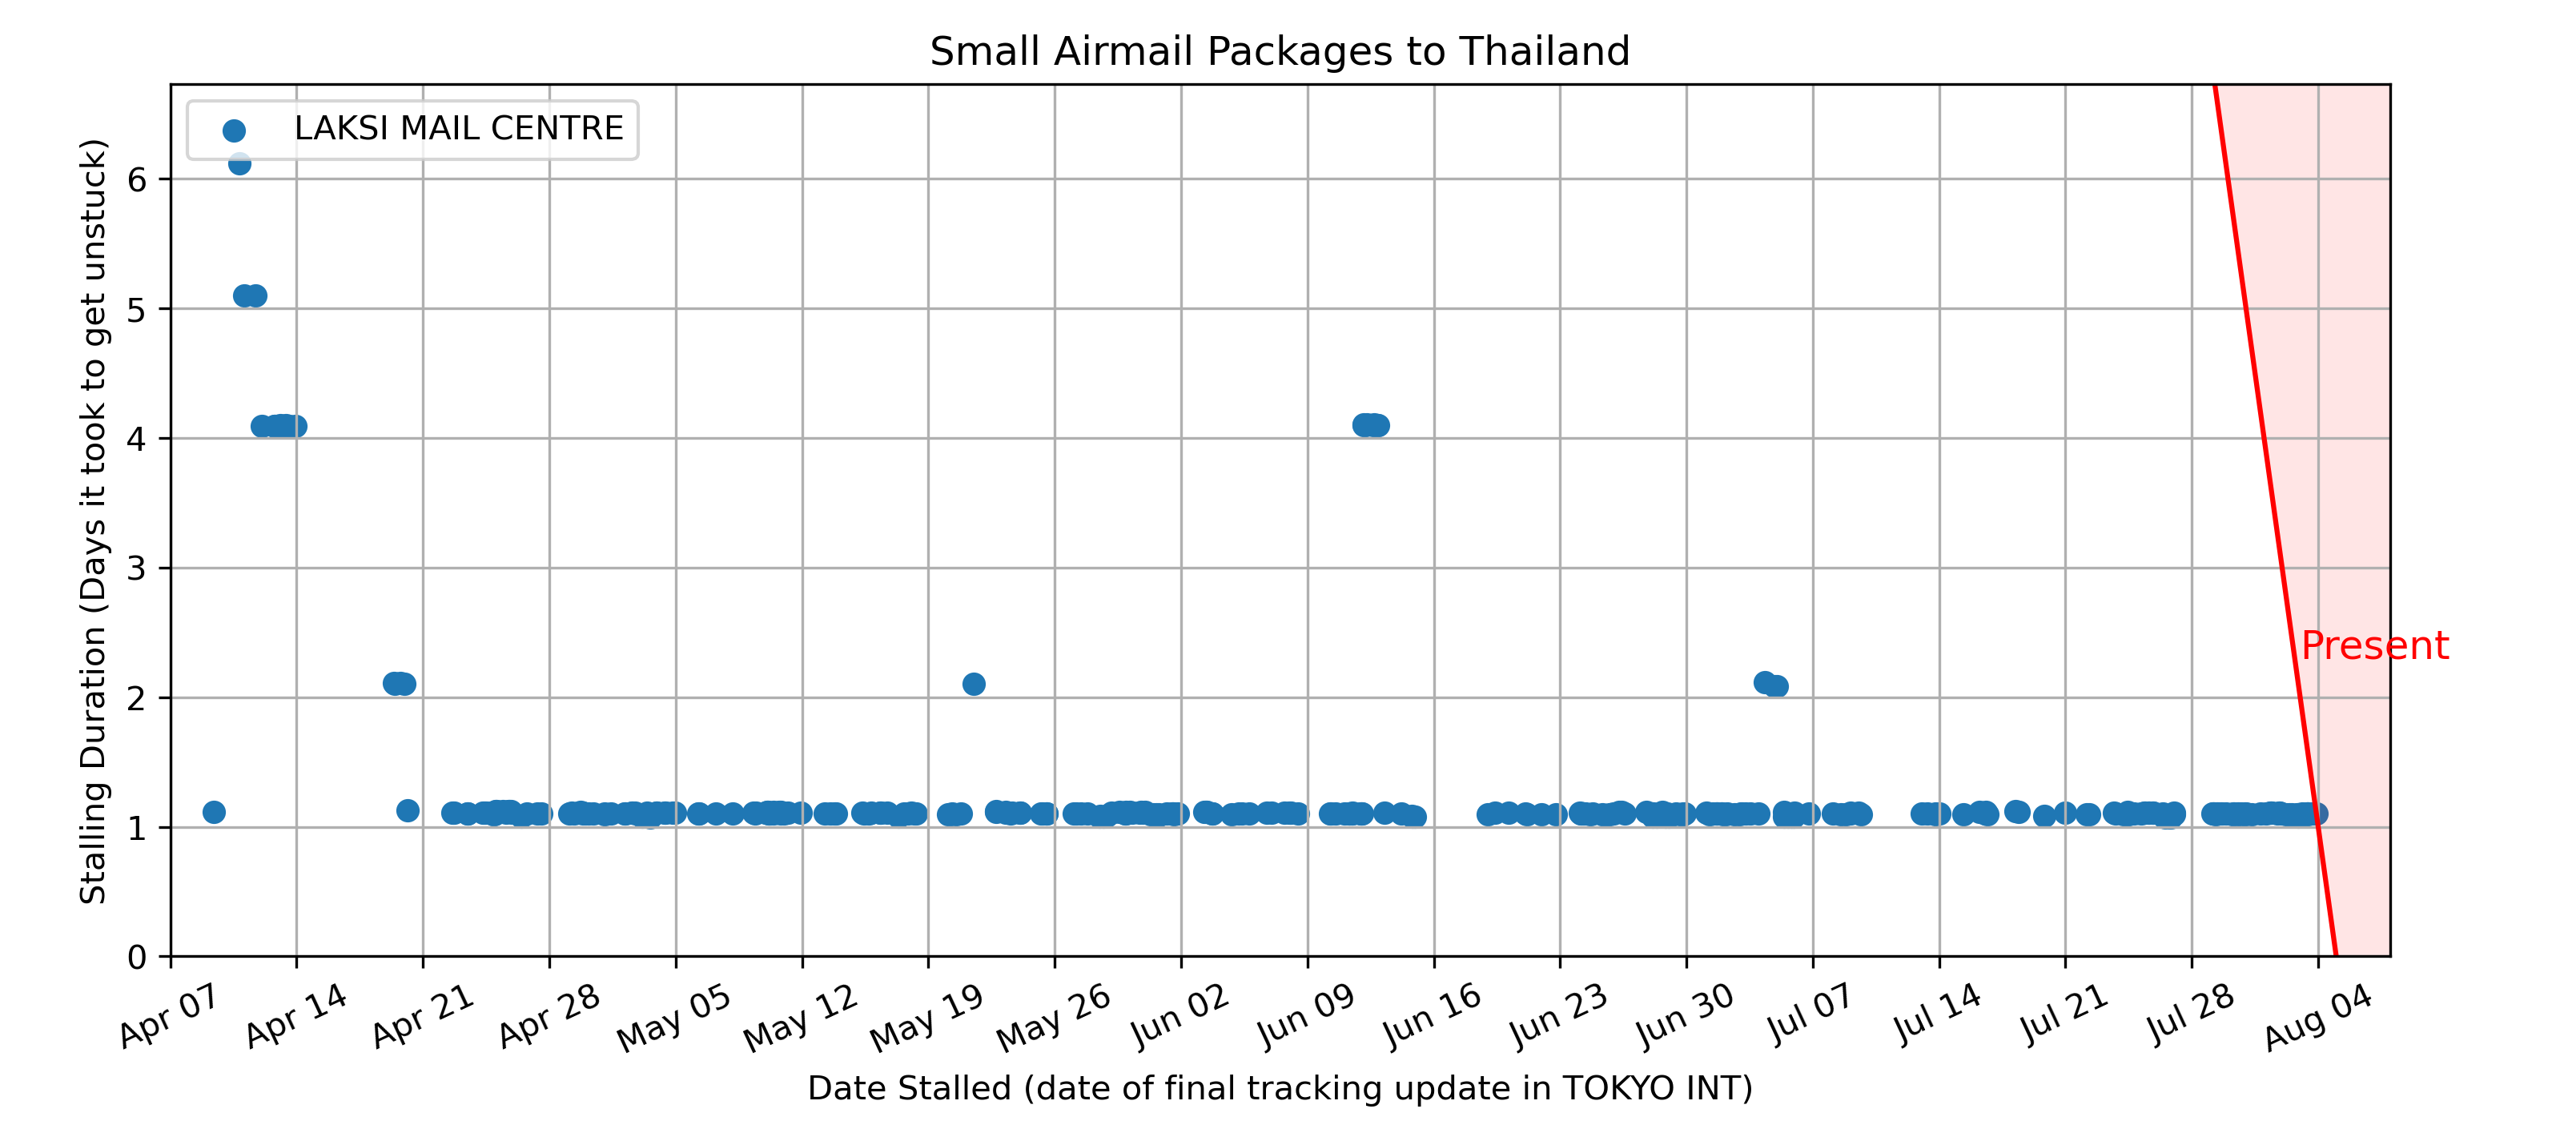 Small Airmail Packages to Thailand
LAKSI MAIL CENTRE
Stalling Duration (Days it took to get unstuck)
6
5
4
3
2
1
0
Present
Apr 07
Apr 14
Apr 21
Apr 28
May 05
May 12
May 19
May 26
Jun 02
Jun 09
Jun 16
Jun 23
Jun 30
Jul 07
Jul 14
Jul 21
Jul 28
Aug 04
Date Stalled (date of final tracking update in TOKYO INT)